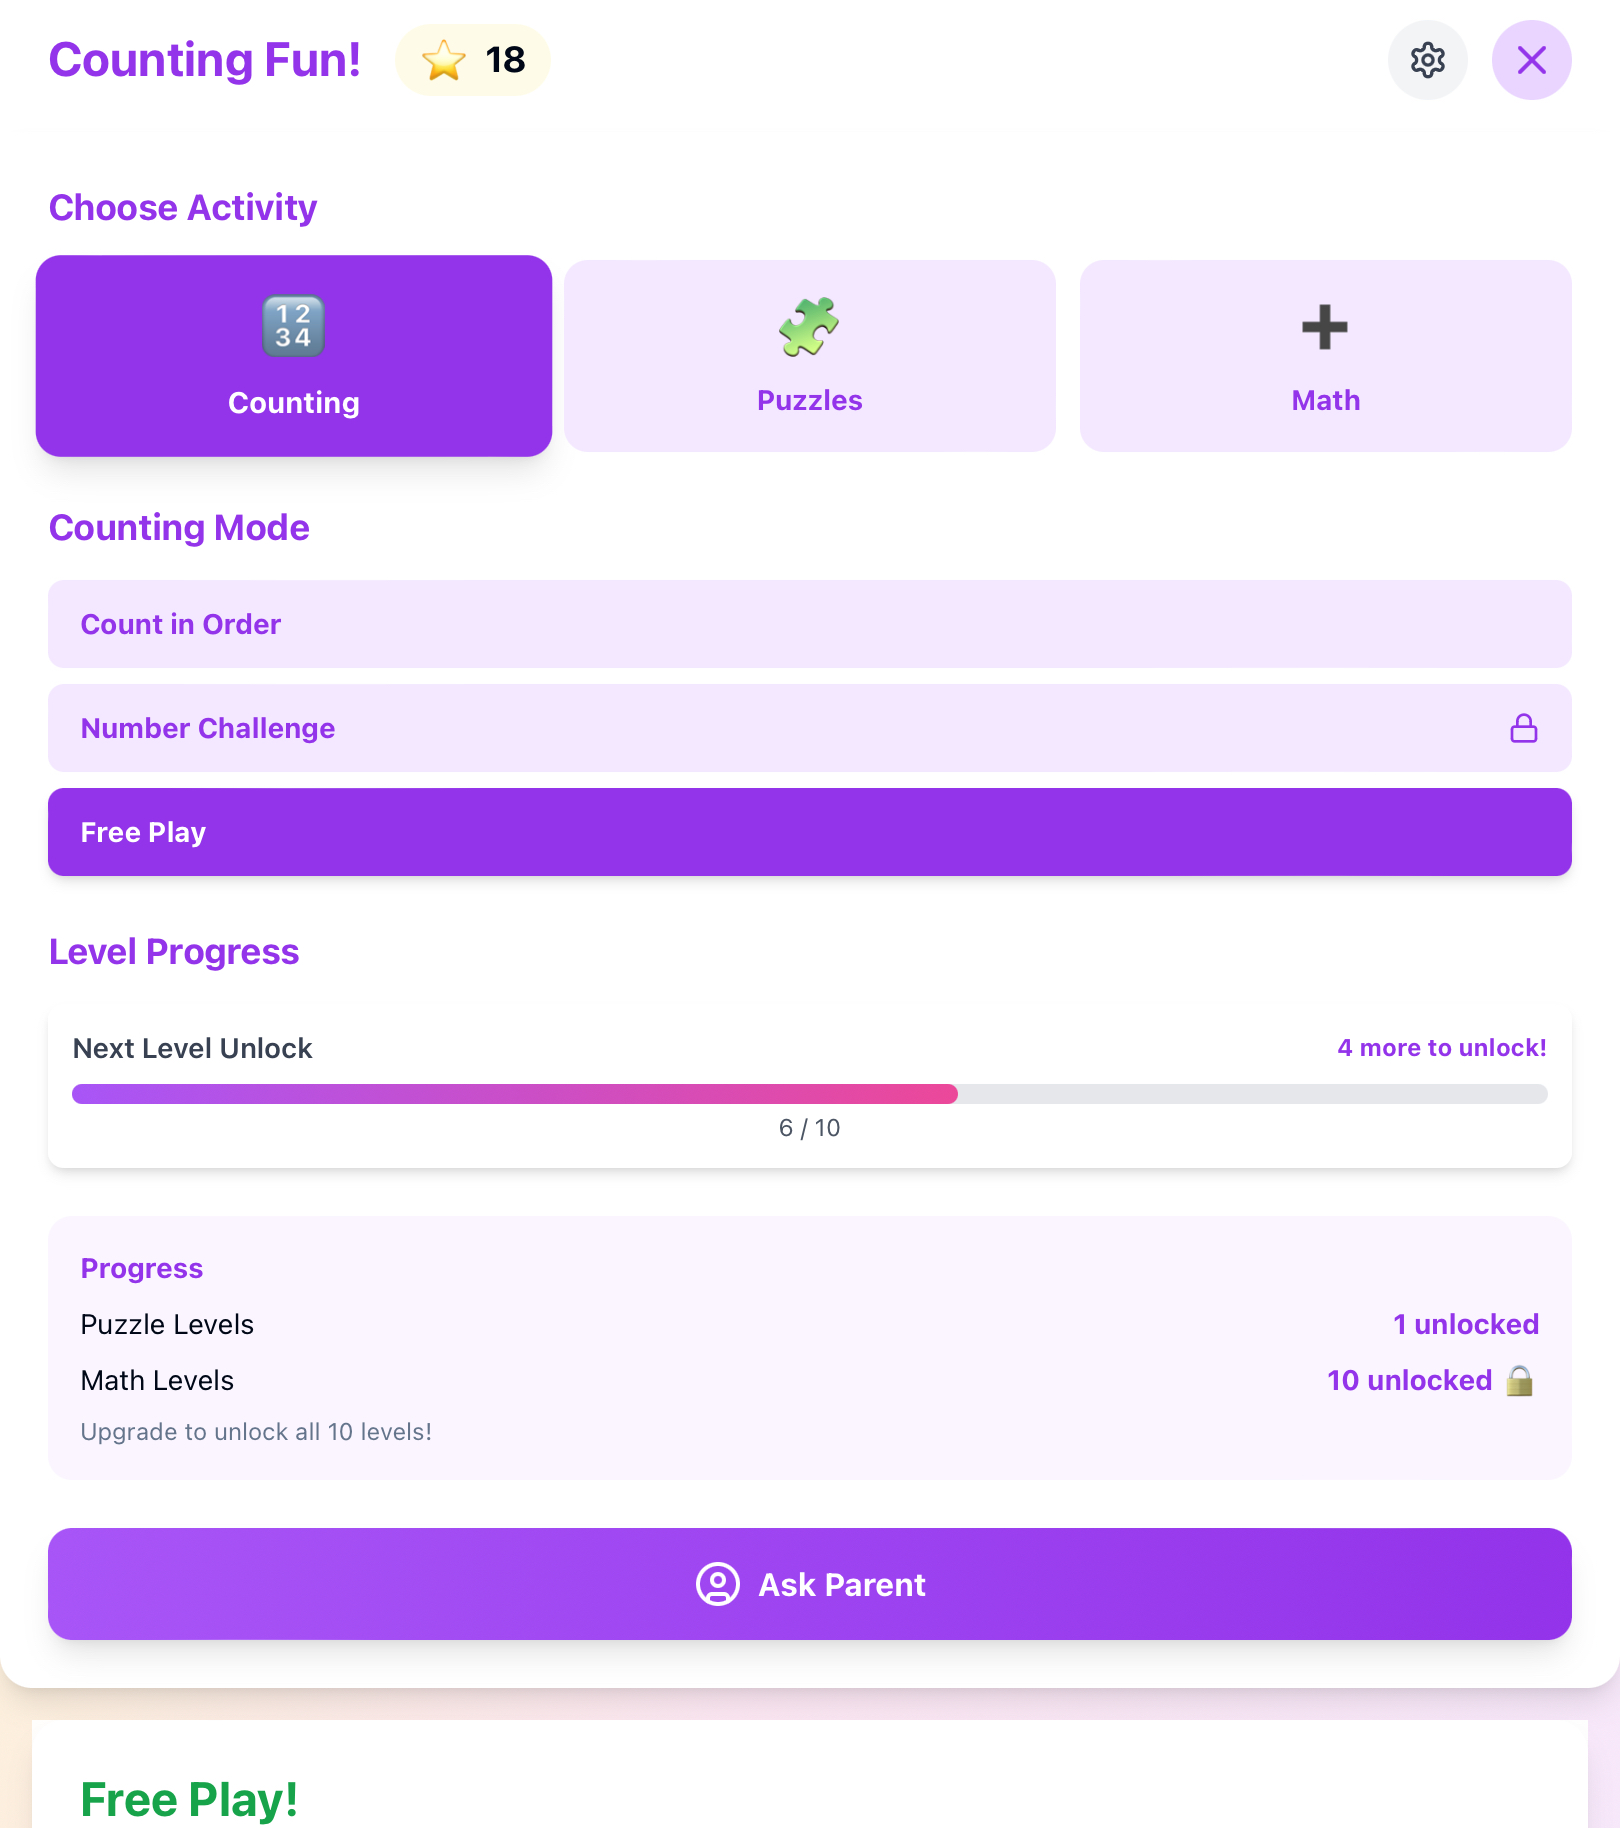 Counting Fun!
⭐ 18
Choose Activity
🔢
Counting
Puzzles
Math
Counting Mode
Count in Order
Number Challenge
Free Play
Level Progress
Next Level Unlock
4 more to unlock!
6 / 10
Progress
Puzzle Levels
1 unlocked
Math Levels
10 unlocked 🔒
Upgrade to unlock all 10 levels!
Ask Parent
Free Play!